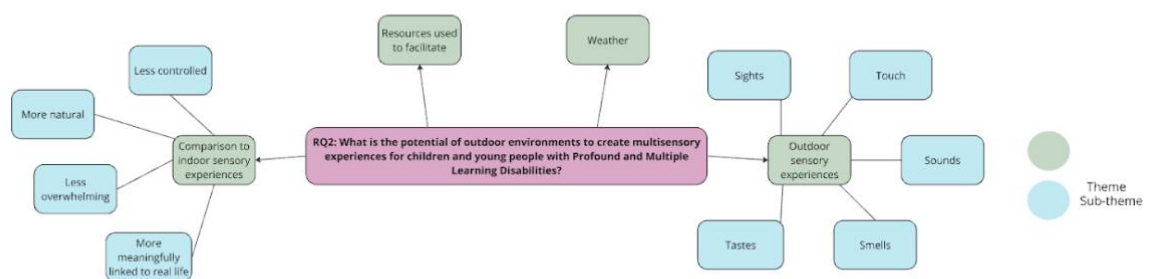 Resources used
to facilitate
Weather
Less controlled
Sights
Touch
More natural
RQ2: What is the potential of outdoor environments to create multisensory
experiences for children and young people with Profound and Multiple
Learning Disabilities?
Comparison to
indoor sensory
experiences
Outdoor
sensory
experiences
Sounds
Less
overwhelming
Theme
Sub-theme
More
meaningfully
linked to real life
Tastes
Smells